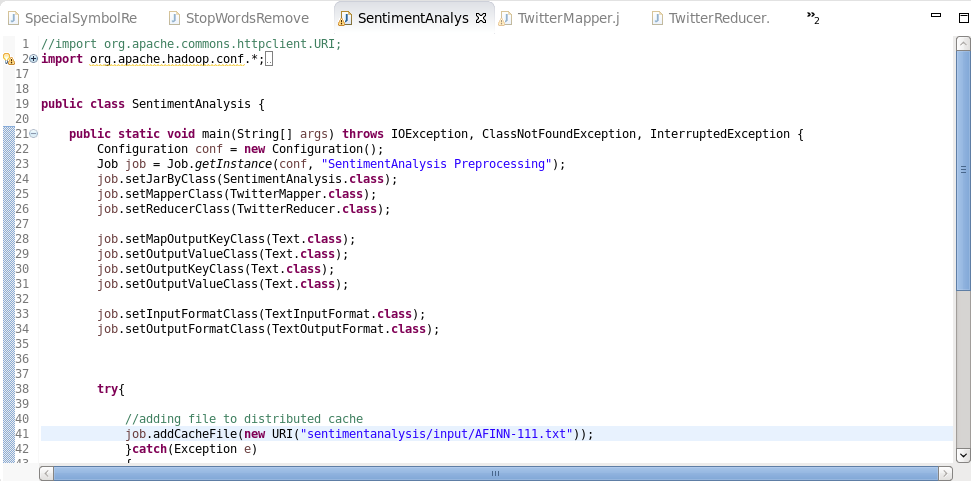 SpecialSymbolRe StopWordsRemove SentimentAnalys TwitterMapper.j TwitterReducer. »2
1 //import org.apache.commons.httpclient.URI;
2 import org.apache.hadoop.conf.*;
17
18
19 public class SentimentAnalysis {
20
21 public static void main(String[] args) throws IOException, ClassNotFoundException, InterruptedException {
22 Configuration conf = new Configuration();
23 Job job = Job.getInstance(conf, "SentimentAnalysis Preprocessing");
24 job.setJarByClass(SentimentAnalysis.class);
25 job.setMapperClass(TwitterMapper.class);
26 job.setReducerClass(TwitterReducer.class);
27
28 job.setMapOutputKeyClass(Text.class);
29 job.setOutputValueClass(Text.class);
30 job.setOutputKeyClass(Text.class);
31 job.setOutputValueClass(Text.class);
32
33 job.setInputFormatClass(TextInputFormat.class);
34 job.setOutputFormatClass(TextOutputFormat.class);
35
36
37
38 try{
39
40 //adding file to distributed cache
41 job.addCacheFile(new URI("sentimentanalysis/input/AFINN-111.txt"));
42 }catch(Exception e)
43 {